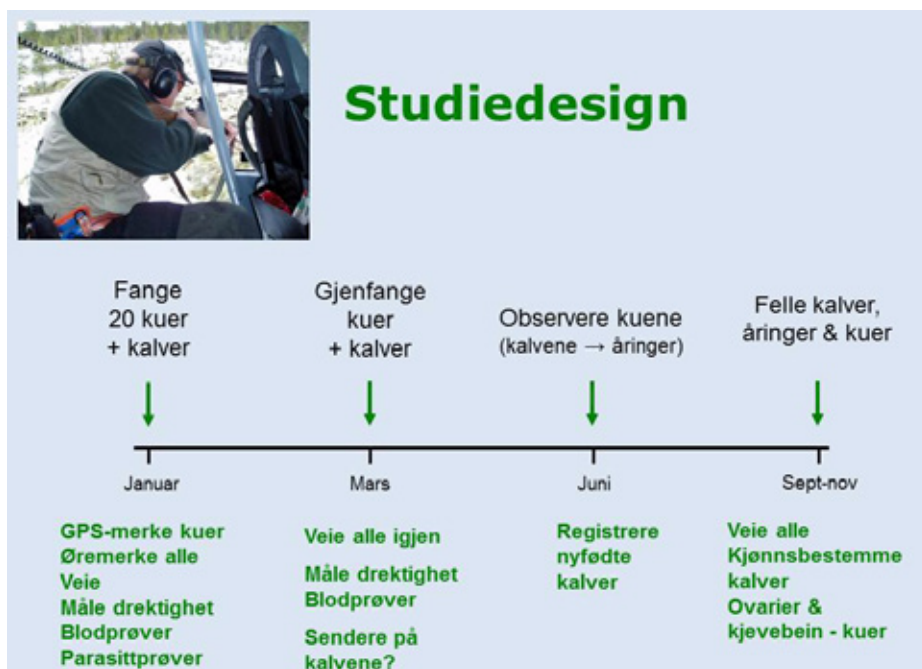 Studiedesign
Fange
20 kuer
+ kalver
Gjenfange
kuer
+ kalver
Observere kuene
(kalvene → åringer)
Felle kalver,
åringer & kuer
Januar
Mars
Juni
Sept-nov
GPS-merke kuer
Øremerke alle
Veie
Måle drektighet
Blodprøver
Parasittprøver
Veie alle igjen
Måle drektighet
Blodprøver
Sendere på
kalvene?
Registrere
nyfødte
kalver
Veie alle
Kjønnsbestemme
kalver
Ovarier &
kjevebein - kuer